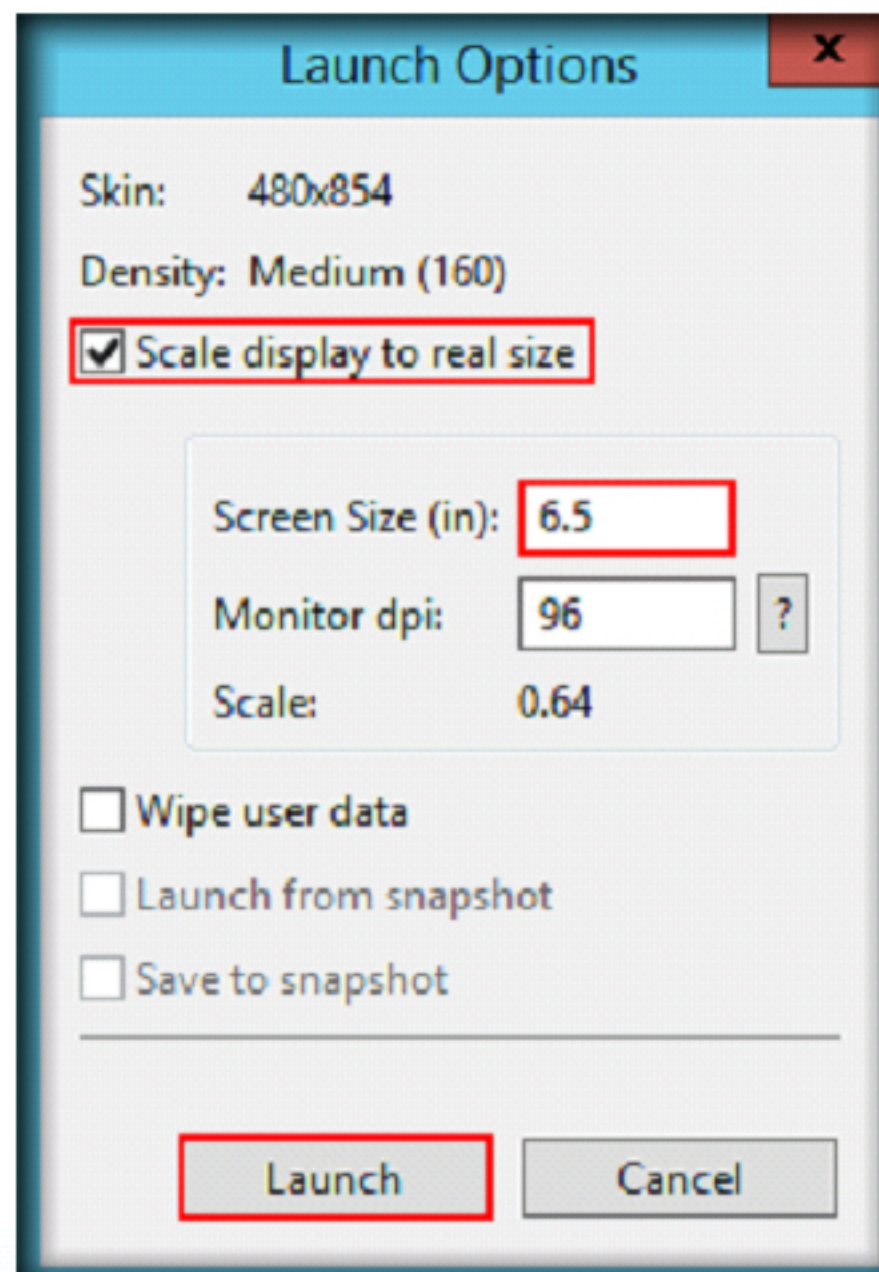 Launch Options
x
Skin: 480x854
Density: Medium (160)
Scale display to real size
Screen Size (in): 6.5
Monitor dpi: 96 ?
Scale: 0.64
Wipe user data
Launch from snapshot
Save to snapshot
Launch Cancel